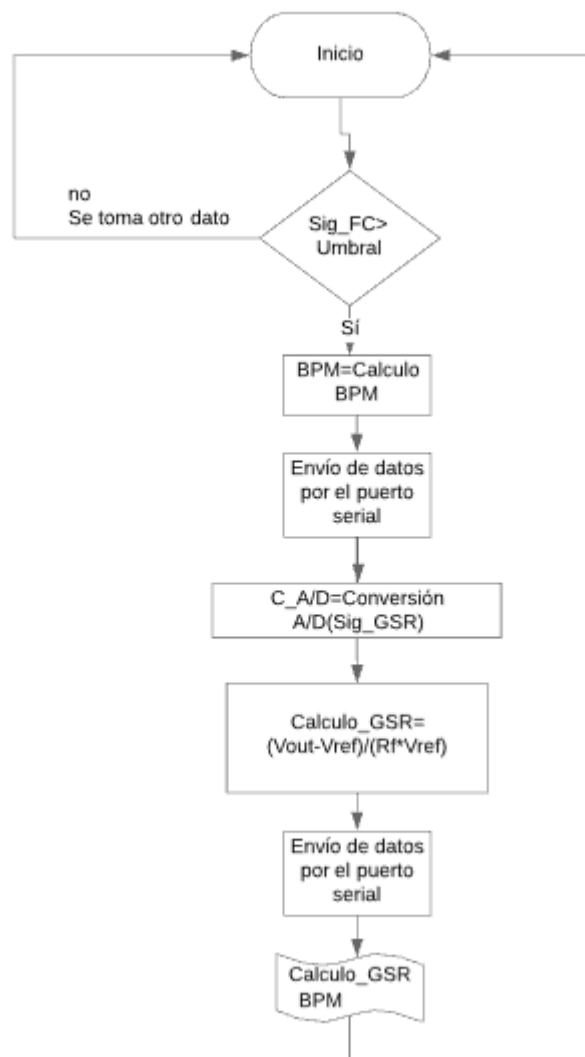 Inicio
no
Se toma otro dato
Sig_FC>
Umbral
Sí
BPM=Calculo
BPM
Envío de datos
por el puerto
serial
C_A/D=Conversión
A/D(Sig_GSR)
Calculo_GSR=
(Vout-Vref)/(Rf*Vref)
Envío de datos
por el puerto
serial
Calculo_GSR
BPM